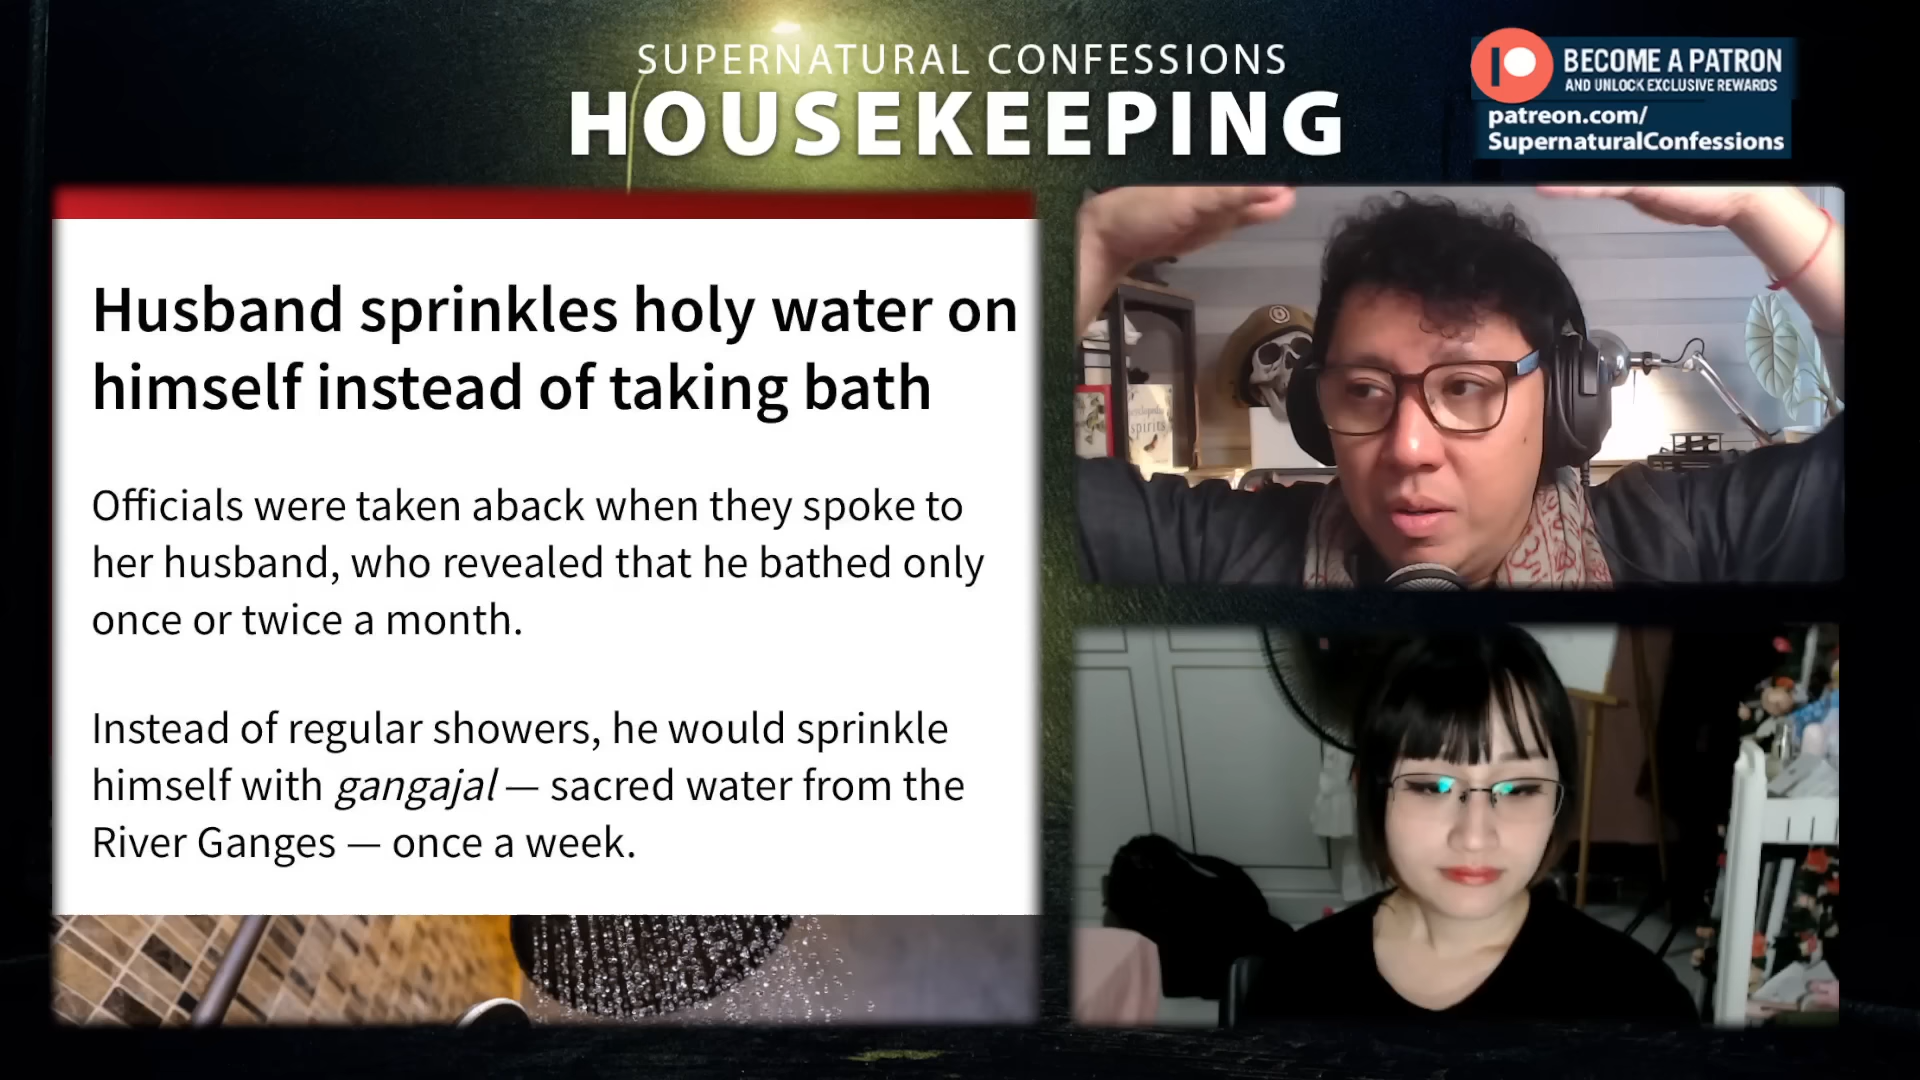 SUPERNATURAL CONFESSIONS
HOUSEKEEPING
BECOME A PATRON
AND UNLOCK EXCLUSIVE REWARDS
patreon.com/
SupernaturalConfessions
Husband sprinkles holy water on
himself instead of taking bath
Officials were taken aback when they spoke to
her husband, who revealed that he bathed only
once or twice a month.
Instead of regular showers, he would sprinkle
himself with gangajal — sacred water from the
River Ganges — once a week.
spirits